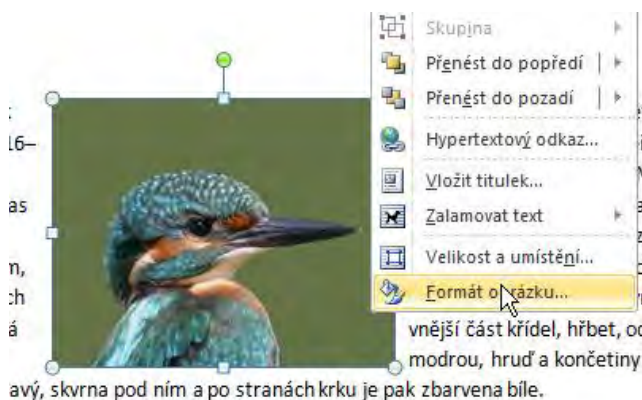 Skupina
Přenést do popředí
16–
Přenést do pozadí
Hypertextový odkaz...
Vložit titulek...
as
Zalamovat text
Velikost a umístění...
m,
ch
Formát obrázku...
á
vnější část křídel, hřbet, oc
modrou, hruď a končetiny
avý, skvrna pod ním a po stranách krku je pak zbarvena bíle.